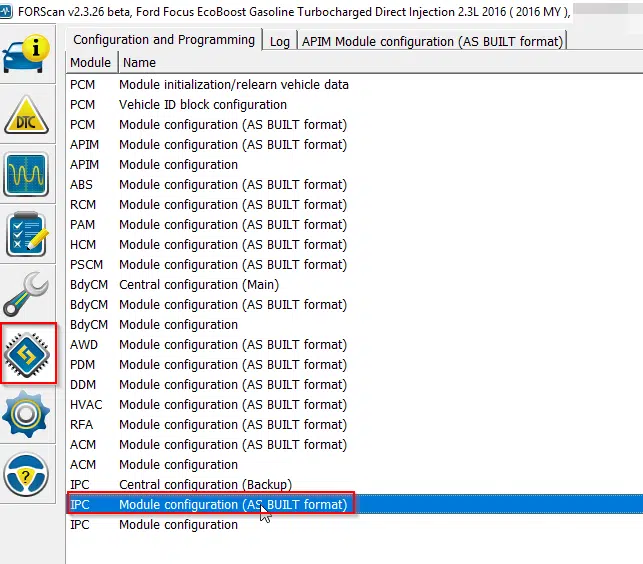 FORScan v2.3.26 beta, Ford Focus EcoBoost Gasoline Turbocharged Direct Injection 2.3L 2016 ( 2016 MY ),
Configuration and Programming Log APIM Module configuration (AS BUILT format)
Module Name
PCM Module initialization/relearn vehicle data
PCM Vehicle ID block configuration
PCM Module configuration (AS BUILT format)
APIM Module configuration (AS BUILT format)
APIM Module configuration
ABS Module configuration (AS BUILT format)
RCM Module configuration (AS BUILT format)
PAM Module configuration (AS BUILT format)
HCM Module configuration (AS BUILT format)
PSCM Module configuration (AS BUILT format)
BdyCM Central configuration (Main)
BdyCM Module configuration (AS BUILT format)
BdyCM Module configuration
AWD Module configuration (AS BUILT format)
PDM Module configuration (AS BUILT format)
DDM Module configuration (AS BUILT format)
HVAC Module configuration (AS BUILT format)
RFA Module configuration (AS BUILT format)
ACM Module configuration (AS BUILT format)
ACM Module configuration
IPC Central configuration (Backup)
IPC Module configuration (AS BUILT format)
IPC Module configuration
i
DTC
?